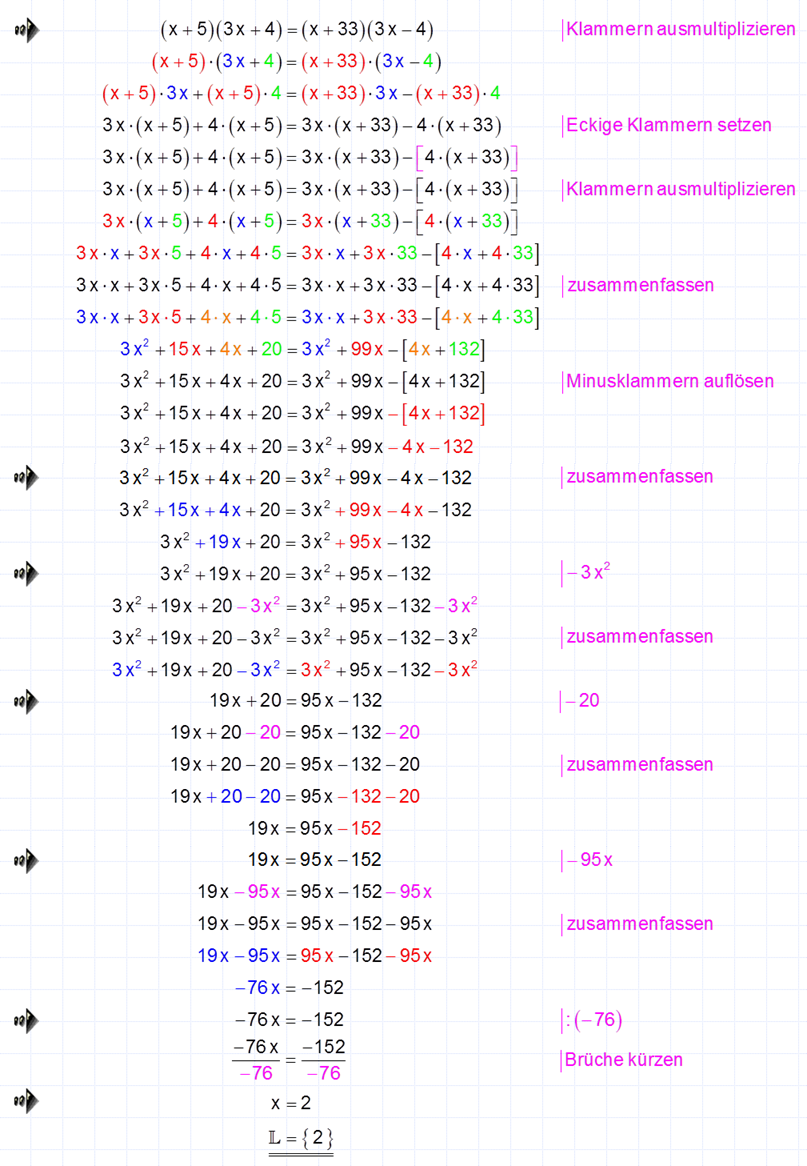 (x+5)(3x+4)=(x+33)(3x−4) |Klammern ausmultiplizieren
(x+5)·(3x+4)=(x+33)·(3x−4)
(x+5)·3x+(x+5)·4=(x+33)·3x−(x+33)·4
3x·(x+5)+4·(x+5)=3x·(x+33)−4·(x+33) |Eckige Klammern setzen
3x·(x+5)+4·(x+5)=3x·(x+33)−[4·(x+33)]
3x·(x+5)+4·(x+5)=3x·(x+33)−[4·(x+33)] |Klammern ausmultiplizieren
3x·(x+5)+4·(x+5)=3x·(x+33)−[4·(x+33)]
3x·x+3x·5+4·x+4·5=3x·x+3x·33−[4·x+4·33]
3x·x+3x·5+4·x+4·5=3x·x+3x·33−[4·x+4·33] |zusammenfassen
3x·x+3x·5+4·x+4·5=3x·x+3x·33−[4·x+4·33]
3x²+15x+4x+20=3x²+99x−[4x+132]
3x²+15x+4x+20=3x²+99x−[4x+132] |Minusklammern auflösen
3x²+15x+4x+20=3x²+99x−[4x+132]
3x²+15x+4x+20=3x²+99x−4x−132
3x²+15x+4x+20=3x²+99x−4x−132 |zusammenfassen
3x²+15x+4x+20=3x²+99x−4x−132
3x²+19x+20=3x²+95x−132
3x²+19x+20=3x²+95x−132 |−3x²
3x²+19x+20−3x²=3x²+95x−132−3x²
3x²+19x+20−3x²=3x²+95x−132−3x² |zusammenfassen
3x²+19x+20−3x²=3x²+95x−132−3x²
19x+20=95x−132 |−20
19x+20−20=95x−132−20
19x+20−20=95x−132−20 |zusammenfassen
19x+20−20=95x−132−20
19x=95x−152
19x=95x−152 |−95x
19x−95x=95x−152−95x
19x−95x=95x−152−95x |zusammenfassen
19x−95x=95x−152−95x
−76x=−152
−76x=−152 |:(−76)
−76x/−76=−152/−76 |Brüche kürzen
x=2
𝕃={2}